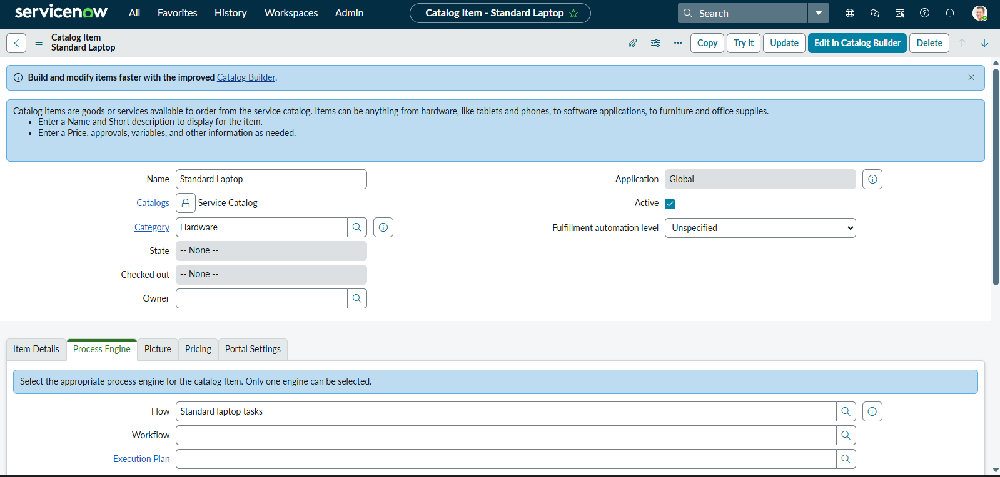 servicenow All Favorites History Workspaces Admin Catalog Item - Standard Laptop Search
Catalog Item
Standard Laptop
Copy Try It Update Edit in Catalog Builder Delete
Build and modify items faster with the improved Catalog Builder.
Catalog items are goods or services available to order from the service catalog. Items can be anything from hardware, like tablets and phones, to software applications, to furniture and office supplies.
• Enter a Name and Short description to display for the item.
• Enter a Price, approvals, variables, and other information as needed.
Name Standard Laptop Application Global
Catalogs Service Catalog Active
Category Hardware Fulfillment automation level Unspecified
State -- None --
Checked out -- None --
Owner
Item Details Process Engine Picture Pricing Portal Settings
Select the appropriate process engine for the catalog Item. Only one engine can be selected.
Flow Standard laptop tasks
Workflow
Execution Plan